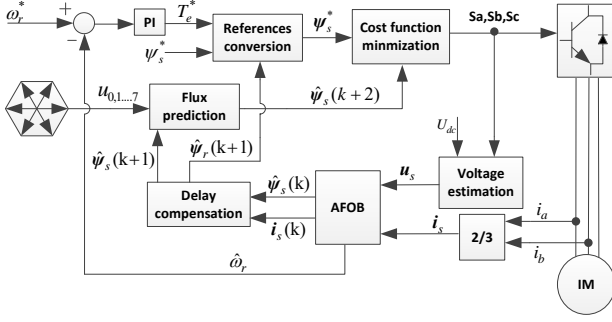 ω_r^*
+
−
PI
T_e^*
ψ_s^*
References
conversion
ψ_s^*
Cost function
minmization
Sa,Sb,Sc
u_{0,1....7}
Flux
prediction
ψ̂_s(k+2)
U_{dc}
ψ̂_s(k+1)
ψ̂_r(k+1)
Delay
compensation
ψ̂_s(k)
i_s(k)
AFOB
u_s
Voltage
estimation
i_s
2/3
i_a
i_b
ω̂_r
IM